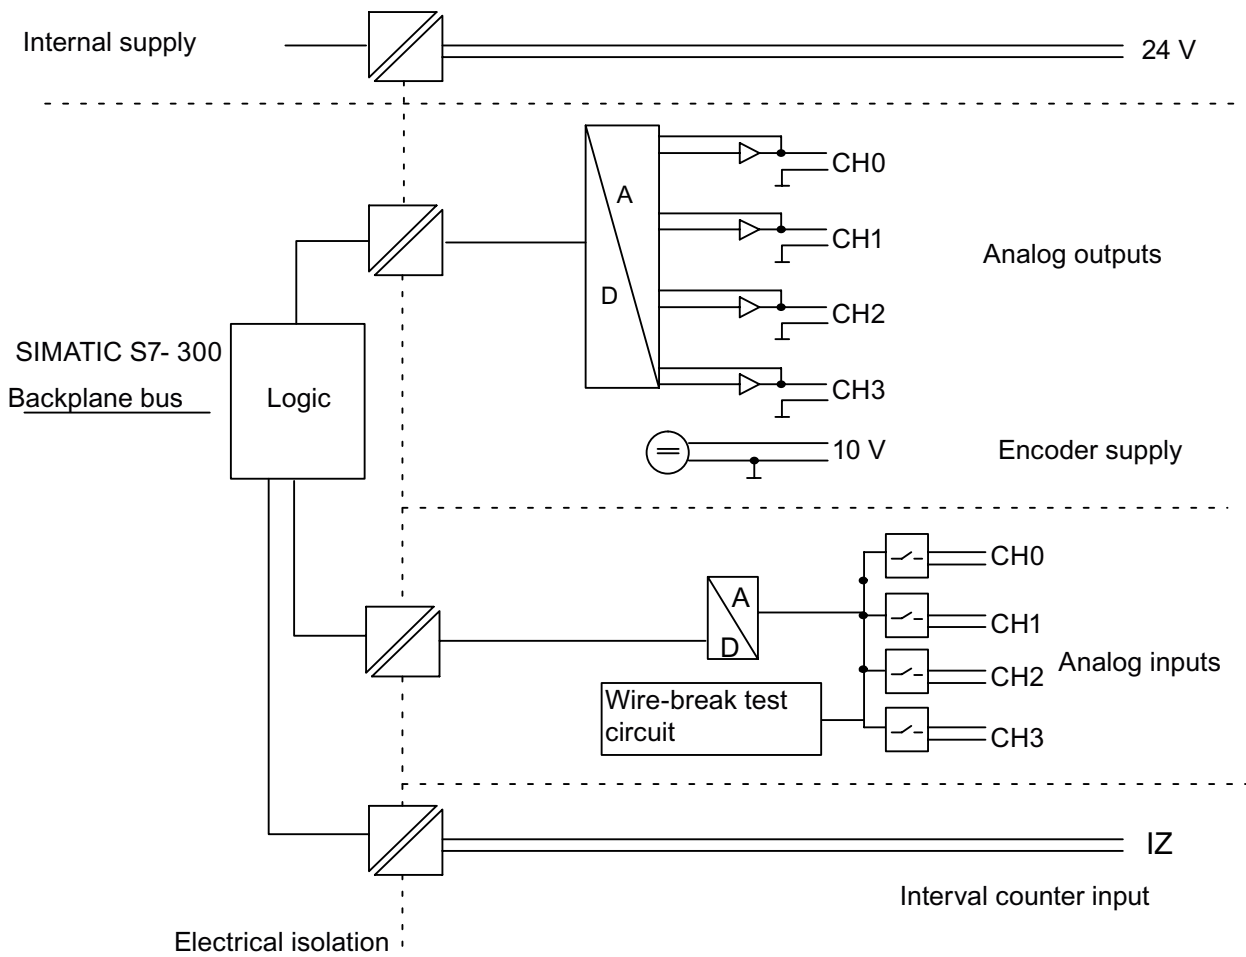 Internal supply
24 V
A
D
CH0
CH1
CH2
CH3
Analog outputs
SIMATIC S7- 300
Backplane bus
Logic
10 V
Encoder supply
A
D
CH0
CH1
CH2
CH3
Analog inputs
Wire-break test
circuit
IZ
Interval counter input
Electrical isolation